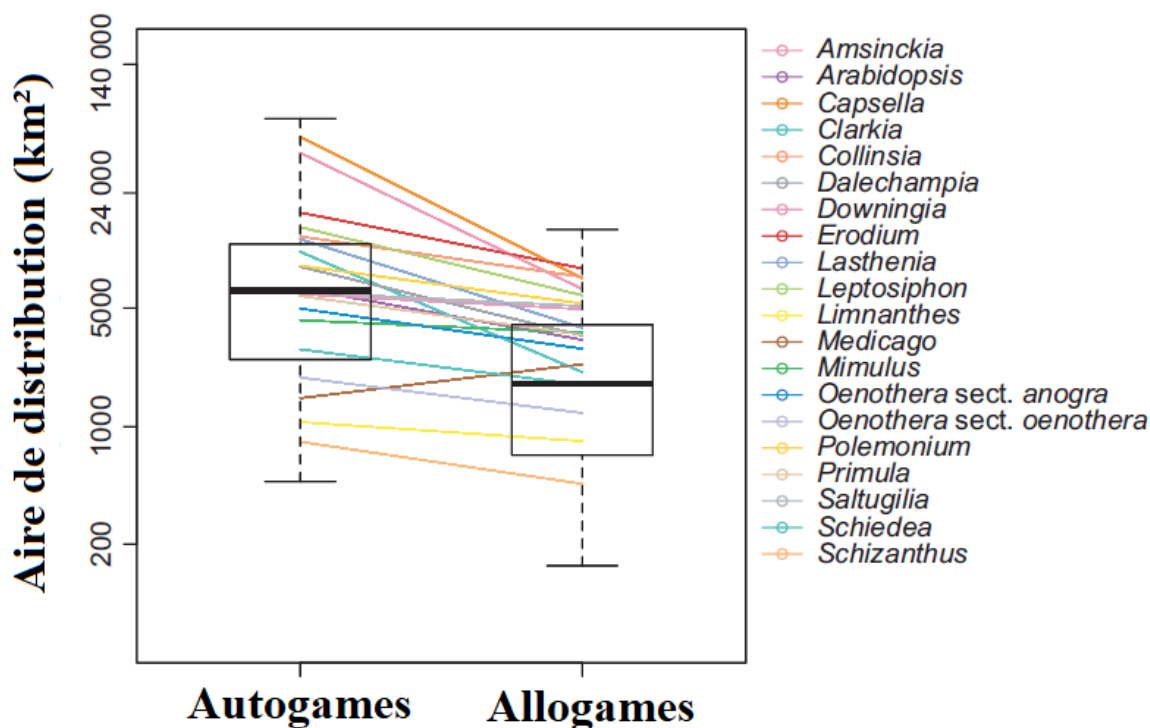 Aire de distribution (km²)
140 000
24 000
5000
1000
200
Autogames
Allogames
Amsinckia
Arabidopsis
Capsella
Clarkia
Collinsia
Dalechampia
Downingia
Erodium
Lasthenia
Leptosiphon
Limnanthes
Medicago
Mimulus
Oenothera sect. anogra
Oenothera sect. oenothera
Polemonium
Primula
Saltugilia
Schiedea
Schizanthus